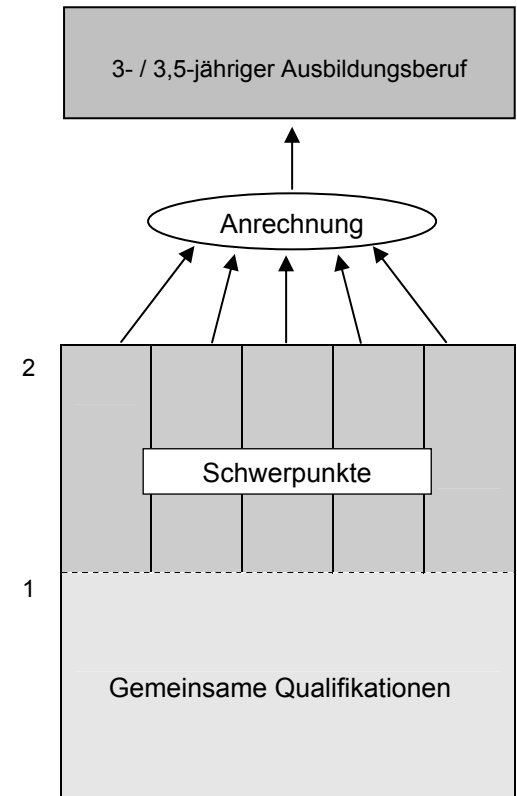 3- / 3,5-jähriger Ausbildungsberuf
Anrechnung
2
Schwerpunkte
1
Gemeinsame Qualifikationen